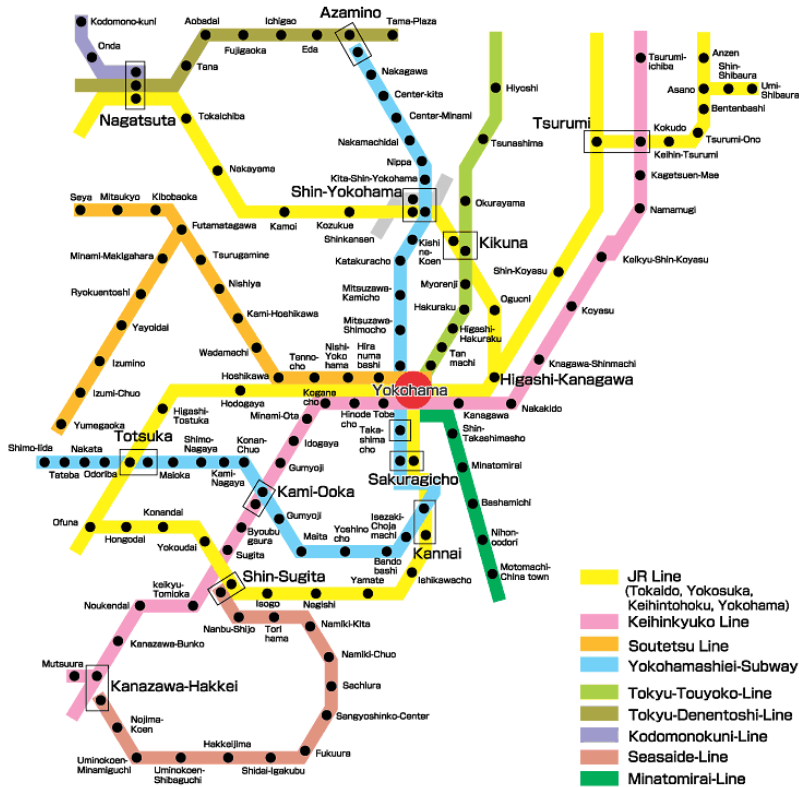 Kodomono-kuni
Onda
Nagatsuta
Aobadal
Tana
Fujigaoka
Ichigao
Eda
Azamino
Tama-Plaza
Nakagawa
Center-kita
Center-Minami
Nakamachidal
Nippa
Kita-Shin-Yokohama
Shin-Yokohama
Shinkansen
Tokaichiba
Nakayama
Kamoi
Kozukue
Kishi
ne-
Koen
Katakuracho
Mitsuzawa-
Kamicho
Mitsuzawa-
Shimocho
Hiyoshi
Tsunashima
Okurayama
Kikuna
Myorenji
Hakuraku
Higashi-
Hakuraku
Tan
machi
Oguchi
Tsurumi
Tsurumi-
ichiba
Kokudo
Keihin-Tsurumi
Tsurumi-Ono
Bentenbashi
Asano
Anzen
Shin-
Shibaura
Umi-
Shibaura
Kagetsuen-Mae
Namamugi
Keikyu-Shin-Koyasu
Shin-Koyasu
Koyasu
Knagawa-Shinmachi
Higashi-Kanagawa
Nakakido
Kanagawa
Yokohama
Seya
Mitsukyo
Kibobaoka
Futamatagawa
Minami-Makigahara
Ryokuentoshi
Yayoidai
Izumino
Izumi-Chuo
Yumegaoka
Tsurugamine
Nishiya
Kami-Hoshikawa
Wadamachi
Hoshikawa
Tenno-
cho
Nishi-
Yoko
hama
Hira
numa
bashi
Hodogaya
Higashi-
Tostuka
Totsuka
Kogane
cho
Hinode
Tobe
Minami-Ota
Idogaya
Gumyoji
Taka-
shima
cho
Sakuragicho
Shin-
Takashimasho
Minatomirai
Bashamichi
Nihon-
oodori
Motomachi-
China town
Shimo-Iida
Tateba
Nakata
Odoriba
Maioka
Shimo-
Nagaya
Kami-
Nagaya
Konan-
Chuo
Kami-Ooka
Gumyoji
Maita
Yoshino
cho
Bando
bashi
Isezaki-
Choja
machi
Kannai
Ishikawacho
Yamate
Negishi
Isogo
Shin-Sugita
Ofuna
Hongodai
Konandai
Yokoudai
Byoubu
gaura
Sugita
keikyu-
Tomioka
Noukendal
Kanazawa-Bunko
Mutsuura
Kanazawa-Hakkei
Nanbu-Shijo
Tori
hama
Namiki-Kita
Namiki-Chuo
Sachiura
Sangyoshinko-Center
Fukuura
Shidai-Igakubu
Hakkeijima
Uminokoen-
Shibaguchi
Uminokoen-
Minamiguchi
Nojima-
Koen
JR Line
(Tokaido, Yokosuka,
Keihintohoku, Yokohama)
Keihinkyuko Line
Soutetsu Line
Yokohamashiei-Subway
Tokyu-Touyoko-Line
Tokyu-Denentoshi-Line
Kodomonokuni-Line
Seasaide-Line
Minatomirai-Line